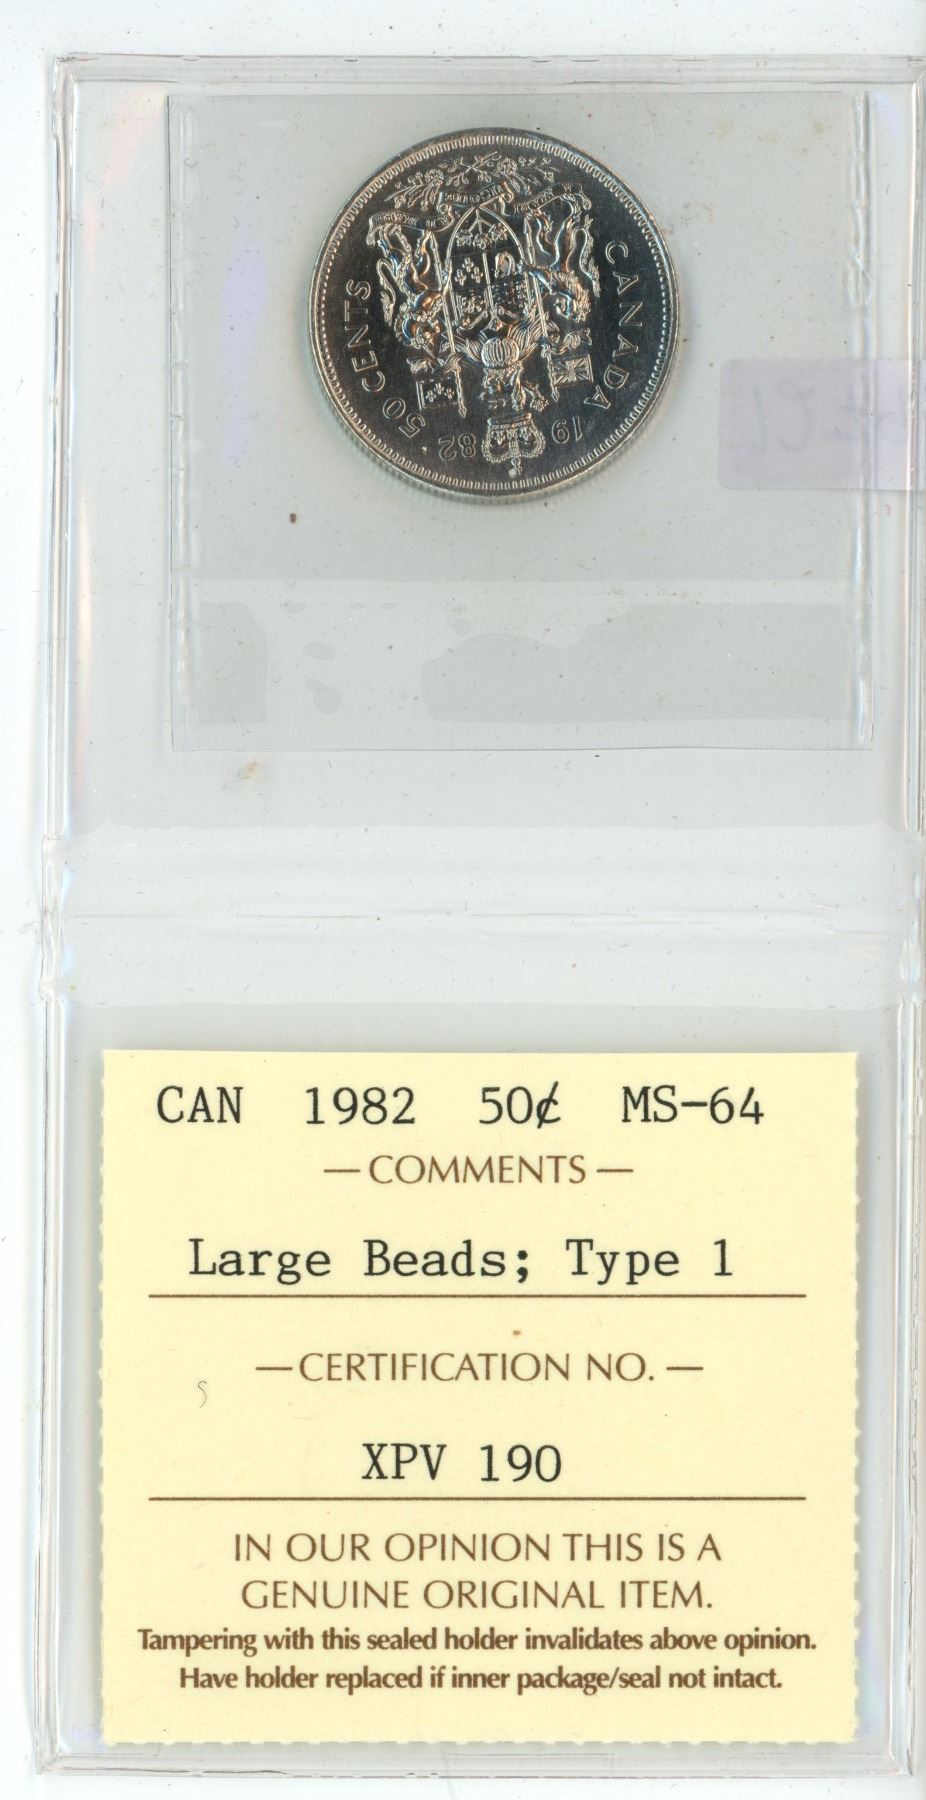 CANADA
50 CENTS
19 82
CAN 1982 50¢ MS-64
— COMMENTS —
Large Beads; Type 1
— CERTIFICATION NO. —
XPV 190
IN OUR OPINION THIS IS A
GENUINE ORIGINAL ITEM.
Tampering with this sealed holder invalidates above opinion.
Have holder replaced if inner package/seal not intact.